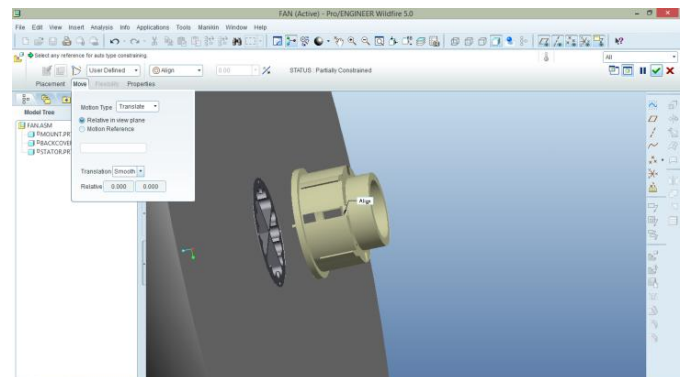 FAN (Active) - Pro/ENGINEER Wildfire 5.0
File Edit View Insert Analysis Info Applications Tools Manikin Window Help
Select any reference for auto type constraining.
All
User Defined Align 0.00 STATUS : Partially Constrained
Placement Move Flexibility Properties
Model Tree
FAN.ASM
MOUNT.PR
BACKCOVE
STATOR.PR
Motion Type Translate
Relative in view plane
Motion Reference
Translation Smooth
Relative 0.000 0.000
Align